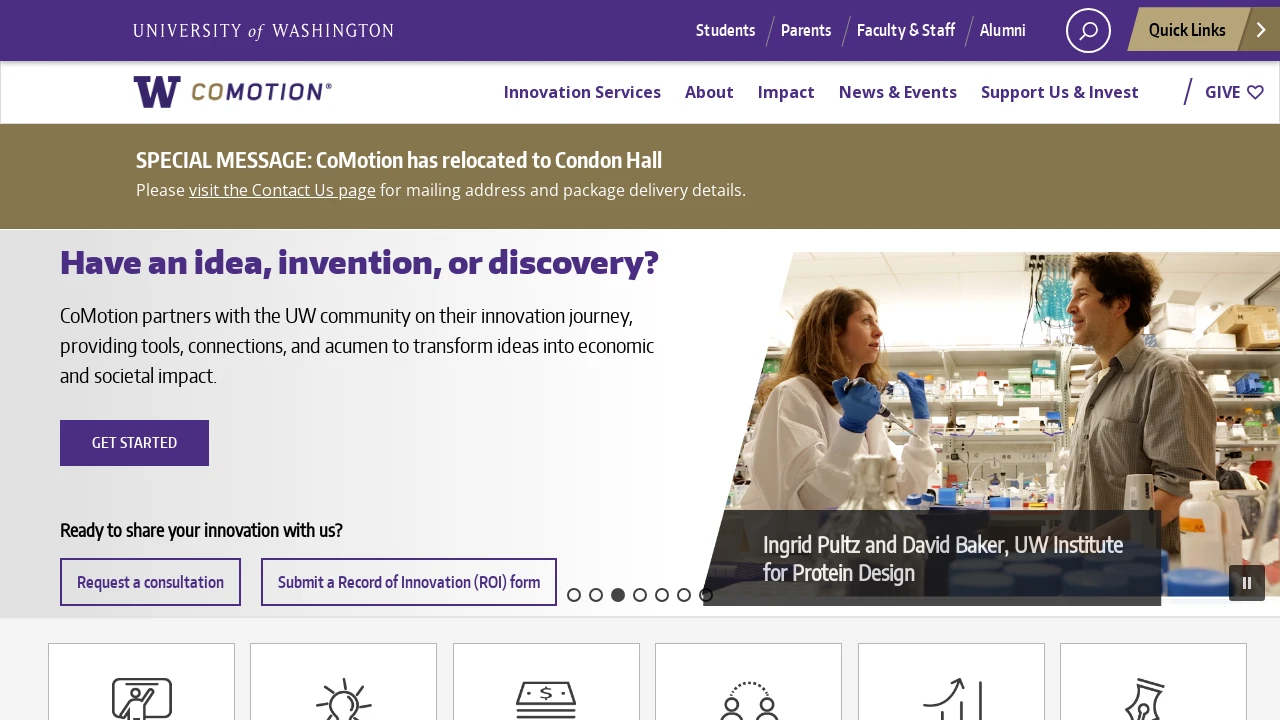 UNIVERSITY of WASHINGTON
Students
Parents
Faculty & Staff
Alumni
Quick Links
W COMOTION®
Innovation Services
About
Impact
News & Events
Support Us & Invest
GIVE
SPECIAL MESSAGE: CoMotion has relocated to Condon Hall
Please visit the Contact Us page for mailing address and package delivery details.
Have an idea, invention, or discovery?
CoMotion partners with the UW community on their innovation journey,
providing tools, connections, and acumen to transform ideas into economic
and societal impact.
GET STARTED
Ready to share your innovation with us?
Request a consultation
Submit a Record of Innovation (ROI) form
Ingrid Pultz and David Baker, UW Institute
for Protein Design
$